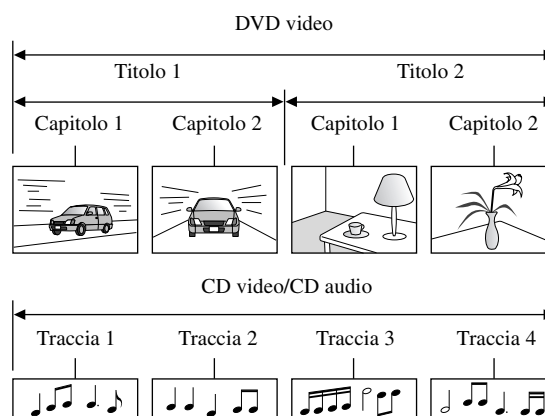 DVD video
Titolo 1 Titolo 2
Capitolo 1 Capitolo 2 Capitolo 1 Capitolo 2
CD video/CD audio
Traccia 1 Traccia 2 Traccia 3 Traccia 4